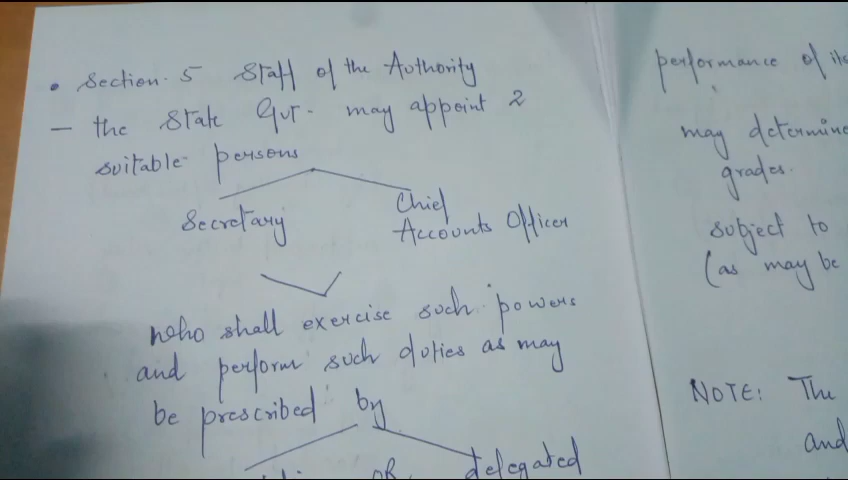 • Section. 5 Staff of the Authority
— the State Gvt. may appoint 2
suitable persons
Secretary
Chief
Accounts Officer
who shall exercise such powers
and perform such duties as may
be prescribed by
OR delegated
performance of its
may determine
grades.
subject to
(as may be
NOTE: The
and